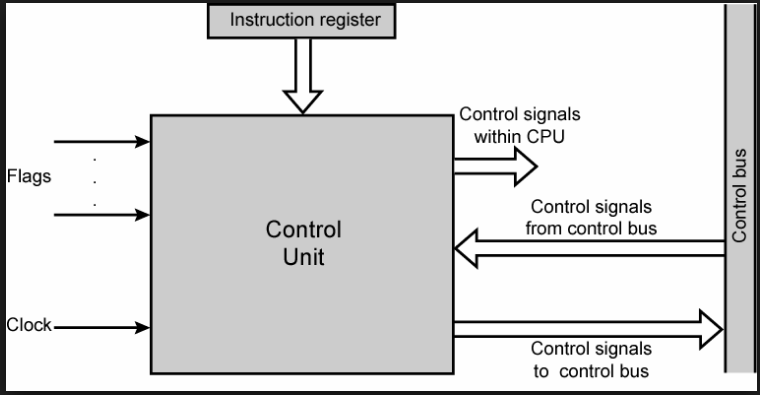 Instruction register
Control signals
within CPU
Flags
Control signals
from control bus
Control bus
Control
Unit
Clock
Control signals
to control bus